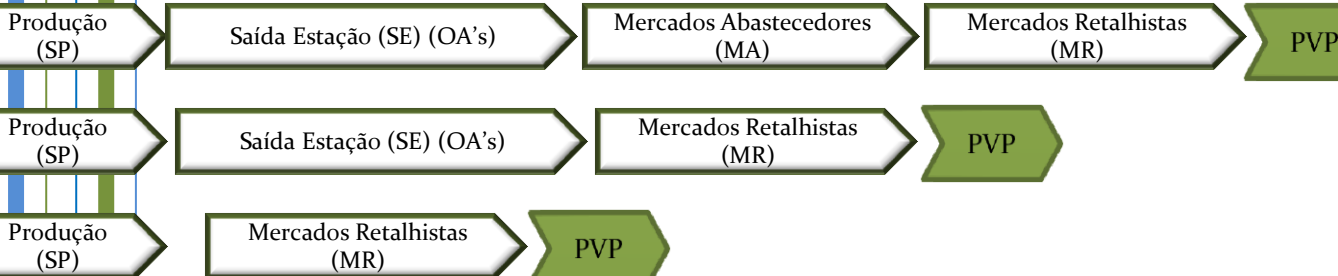 Produção
(SP)
Saída Estação (SE) (OA’s)
Mercados Abastecedores
(MA)
Mercados Retalhistas
(MR)
PVP
Produção
(SP)
Saída Estação (SE) (OA’s)
Mercados Retalhistas
(MR)
PVP
Produção
(SP)
Mercados Retalhistas
(MR)
PVP